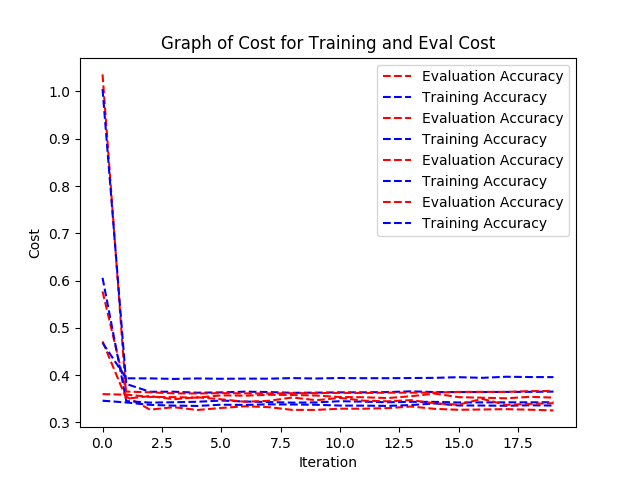 Graph of Cost for Training and Eval Cost
Evaluation Accuracy
Training Accuracy
Evaluation Accuracy
Training Accuracy
Evaluation Accuracy
Training Accuracy
Evaluation Accuracy
Training Accuracy
1.0
0.9
0.8
0.7
0.6
0.5
0.4
0.3
Cost
0.0 2.5 5.0 7.5 10.0 12.5 15.0 17.5
Iteration